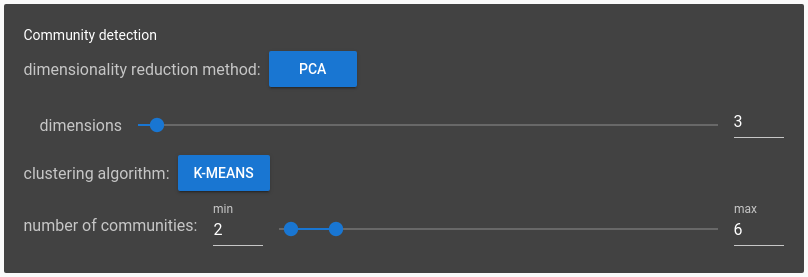 Community detection
dimensionality reduction method: PCA
dimensions 3
clustering algorithm: K-MEANS
min max
number of communities: 2 6